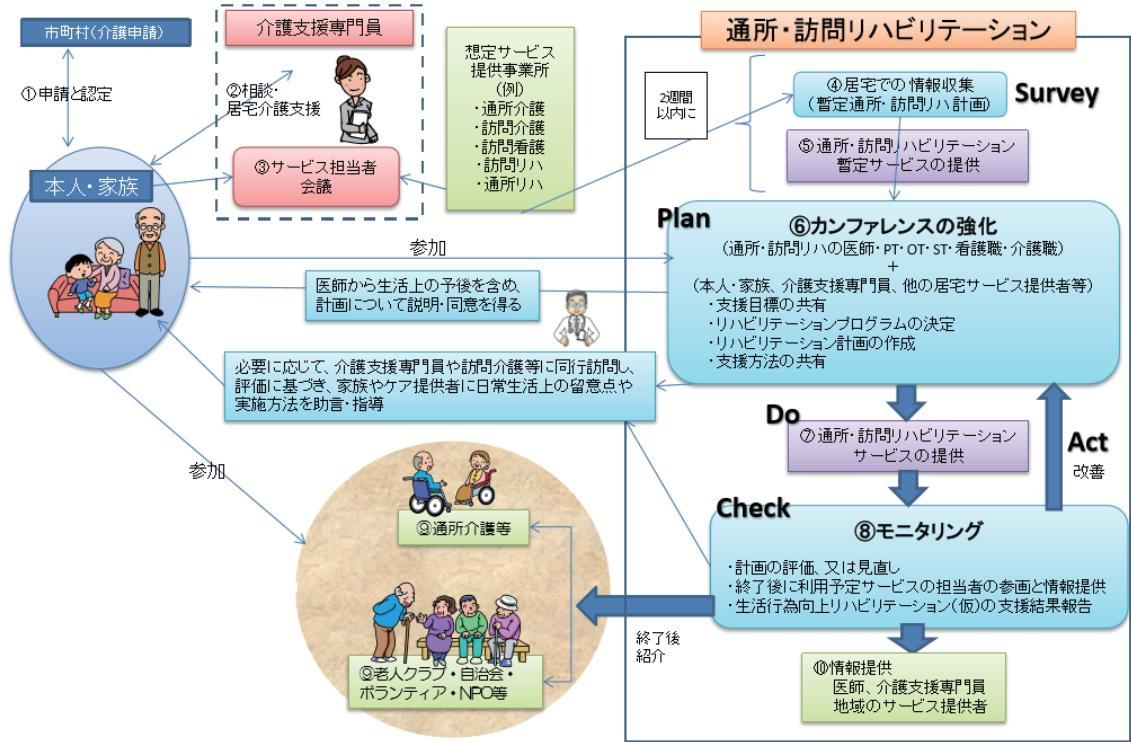 市町村(介護申請)
①申請と認定
介護支援専門員
②相談・
居宅介護支援
③サービス担当者
会議
想定サービス
提供事業所
(例)
・通所介護
・訪問介護
・訪問看護
・訪問リハ
・通所リハ
本人・家族
通所・訪問リハビリテーション
2週間
以内に
④居宅での情報収集
(暫定通所・訪問リハ計画)
Survey
⑤通所・訪問リハビリテーション
暫定サービスの提供
Plan
⑥カンファレンスの強化
(通所・訪問リハの医師・PT・OT・ST・看護職・介護職)
+
(本人・家族、介護支援専門員、他の居宅サービス提供者等)
・支援目標の共有
・リハビリテーションプログラムの決定
・リハビリテーション計画の作成
・支援方法の共有
参加
医師から生活上の予後を含め、
計画について説明・同意を得る
必要に応じて、介護支援専門員や訪問介護等に同行訪問し、
評価に基づき、家族やケア提供者に日常生活上の留意点や
実施方法を助言・指導
Do
⑦通所・訪問リハビリテーション
サービスの提供
Act
改善
Check
⑧モニタリング
・計画の評価、又は見直し
・終了後に利用予定サービスの担当者の参画と情報提供
・生活行為向上リハビリテーション(仮)の支援結果報告
参加
⑨通所介護等
⑨老人クラブ・自治会・
ボランティア・NPO等
終了後
紹介
⑩情報提供
医師、介護支援専門員
地域のサービス提供者